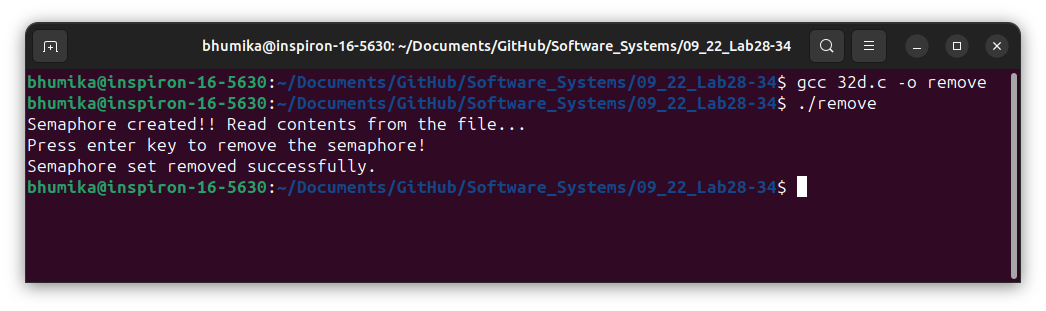 bhumika@inspiron-16-5630: ~/Documents/GitHub/Software_Systems/09_22_Lab28-34
bhumika@inspiron-16-5630:~/Documents/GitHub/Software_Systems/09_22_Lab28-34$ gcc 32d.c -o remove
bhumika@inspiron-16-5630:~/Documents/GitHub/Software_Systems/09_22_Lab28-34$ ./remove
Semaphore created!! Read contents from the file...
Press enter key to remove the semaphore!
Semaphore set removed successfully.
bhumika@inspiron-16-5630:~/Documents/GitHub/Software_Systems/09_22_Lab28-34$